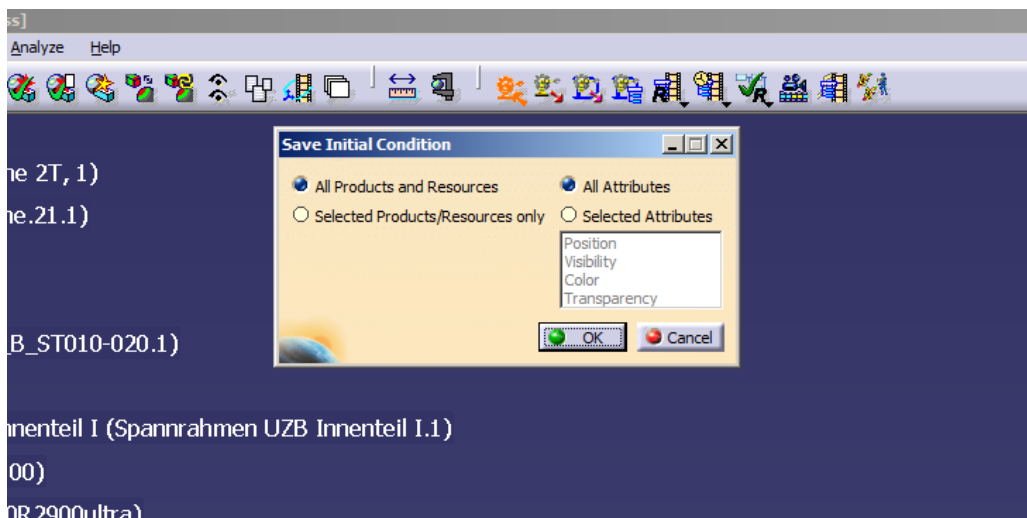 ss]
Analyze Help
Save Initial Condition
ne 2T, 1)
All Products and Resources All Attributes
ne.21.1)
Selected Products/Resources only Selected Attributes
Position
Visibility
Color
Transparency
OK Cancel
_B_ST010-020.1)
nnenteil I (Spannrahmen UZB Innenteil I.1)
00)
0R2900ultra)